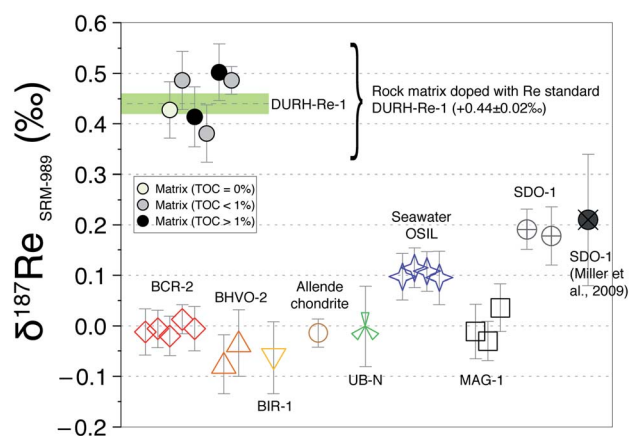 0.6
0.5
0.4
0.3
0.2
0.1
0.0
−0.1
−0.2
δ187Re SRM-989 (‰)
DURH-Re-1
Rock matrix doped with Re standard
DURH-Re-1 (+0.44±0.02‰)
Matrix (TOC = 0%)
Matrix (TOC < 1%)
Matrix (TOC > 1%)
SDO-1
Seawater
OSIL
SDO-1
(Miller et
al., 2009)
BCR-2
BHVO-2
Allende
chondrite
BIR-1
UB-N
MAG-1